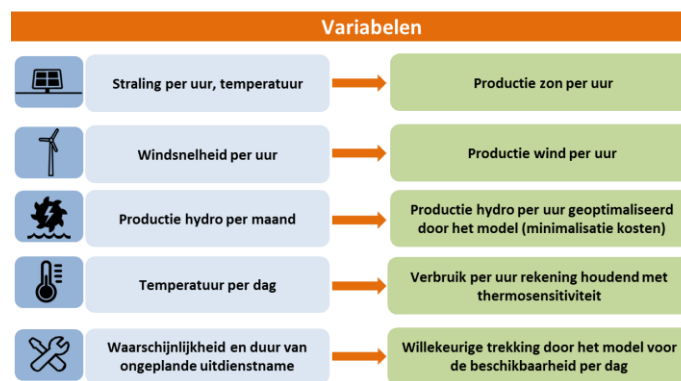 Variabelen
Straling per uur, temperatuur
Productie zon per uur
Windsnelheid per uur
Productie wind per uur
Productie hydro per maand
Productie hydro per uur geoptimaliseerd
door het model (minimalisatie kosten)
Temperatuur per dag
Verbruik per uur rekening houdend met
thermosensitiviteit
Waarschijnlijkheid en duur van
ongeplande uitdienstname
Willekeurige trekking door het model voor
de beschikbaarheid per dag